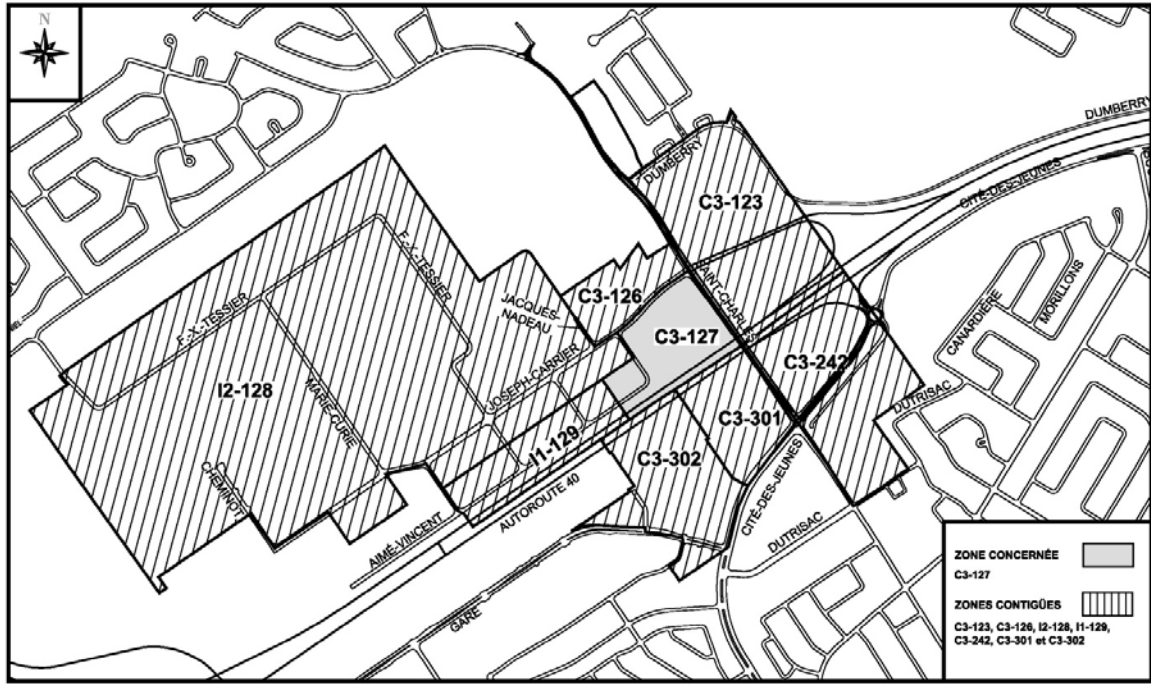 N
DUMBERRY
DUMBERRY
CITÉ-DES-JEUNES
C3-123
F.-X.-TESSIER
SAINT-CHARLES
CANARDIÈRE
MORILLONS
JACQUES-
NADEAU
C3-126
F.-X.-TESSIER
C3-127
C3-242
I2-128
MARIE-CURIE
JOSEPH-CARRIER
DUTRISAC
C3-301
I1-129
C3-302
CHEMINOT
AUTOROUTE 40
CITÉ-DES-JEUNES
AIMÉ-VINCENT
DUTRISAC
GARE
ZONE CONCERNÉE
C3-127
ZONES CONTIGÜES
C3-123, C3-126, I2-128, I1-129,
C3-242, C3-301 et C3-302